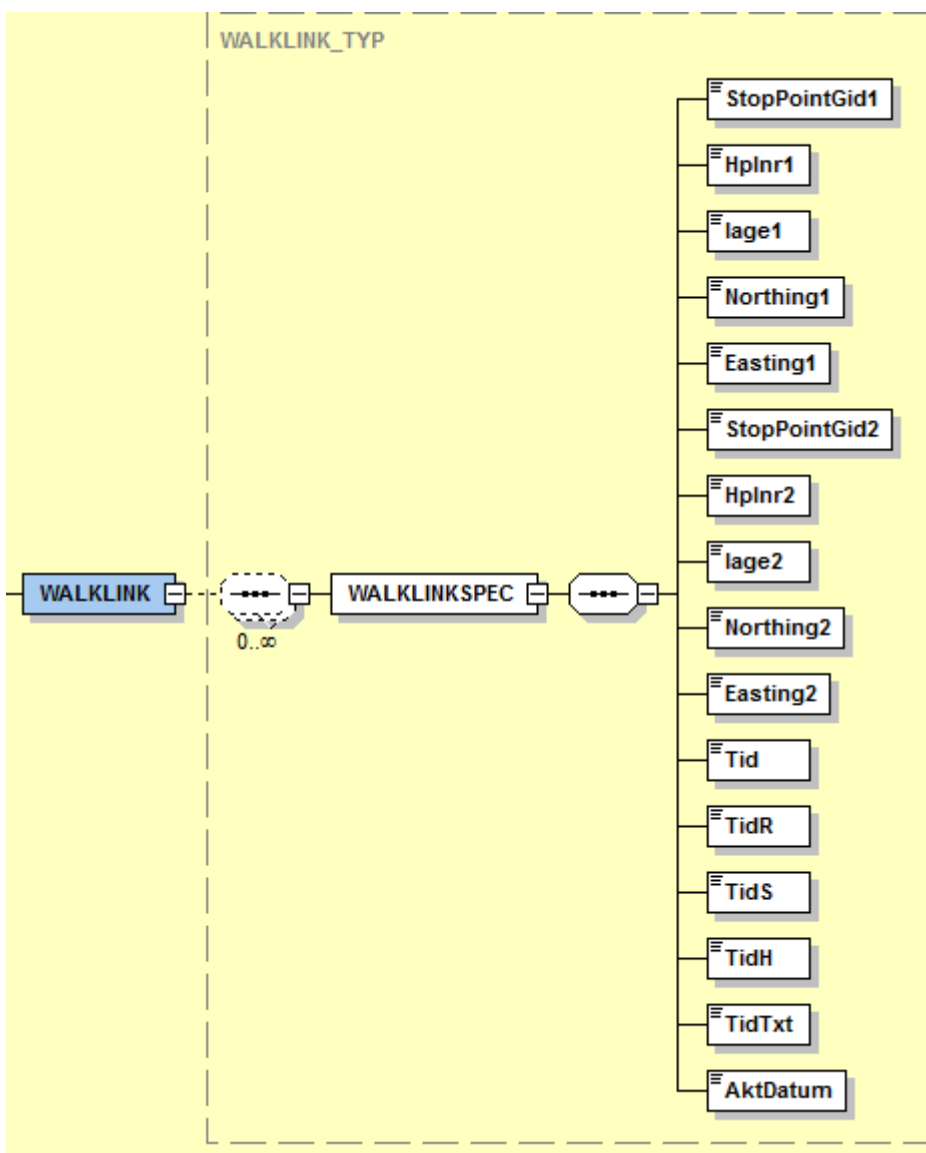 WALKLINK_TYP
StopPointGid1
Hplnr1
lage1
Northing1
Easting1
StopPointGid2
Hplnr2
lage2
WALKLINK
0..∞
WALKLINKSPEC
Northing2
Easting2
Tid
TidR
TidS
TidH
TidTxt
AktDatum